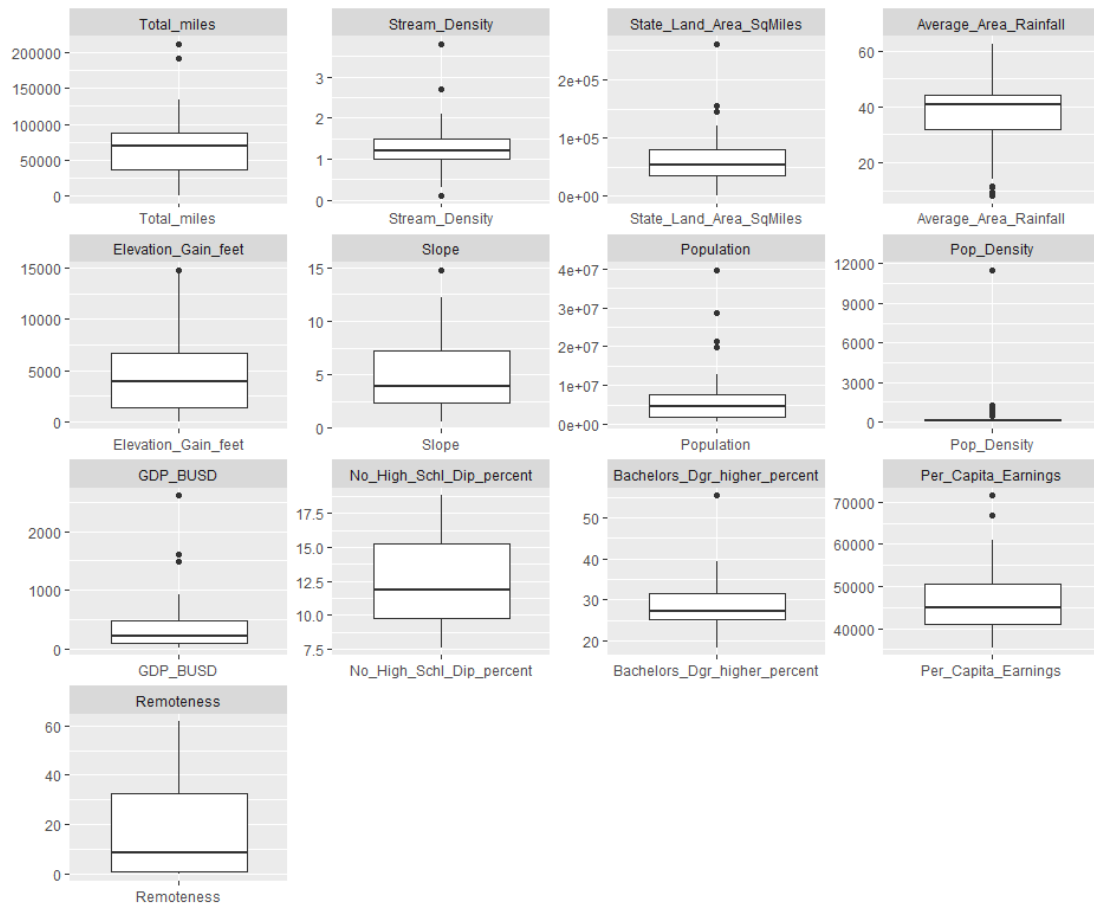 Total_miles
200000
150000
100000
50000
0
Total_miles
Stream_Density
3
2
1
0
Stream_Density
State_Land_Area_SqMiles
2e+05
1e+05
0e+00
State_Land_Area_SqMiles
Average_Area_Rainfall
60
40
20
Average_Area_Rainfall
Elevation_Gain_feet
15000
10000
5000
0
Elevation_Gain_feet
Slope
15
10
5
0
Slope
Population
4e+07
3e+07
2e+07
1e+07
0e+00
Population
Pop_Density
12000
9000
6000
3000
0
Pop_Density
GDP_BUSD
2000
1000
0
GDP_BUSD
No_High_Schl_Dip_percent
17.5
15.0
12.5
10.0
7.5
No_High_Schl_Dip_percent
Bachelors_Dgr_higher_percent
50
40
30
20
Bachelors_Dgr_higher_percent
Per_Capita_Earnings
70000
60000
50000
40000
Per_Capita_Earnings
Remoteness
60
40
20
0
Remoteness